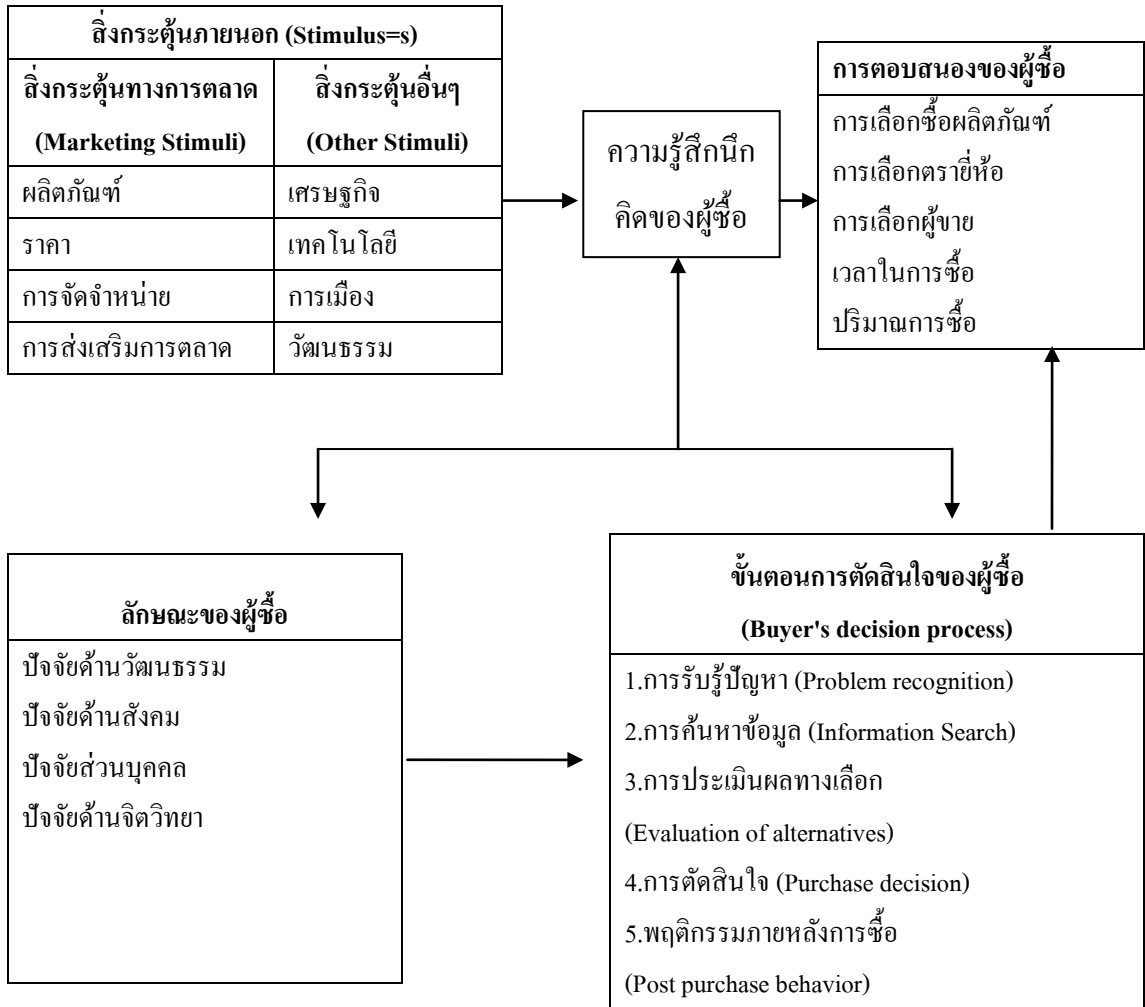 สิ่งกระตุ้นภายนอก (Stimulus=s)
สิ่งกระตุ้นทางการตลาด
(Marketing Stimuli)
สิ่งกระตุ้นอื่นๆ
(Other Stimuli)
ผลิตภัณฑ์
เศรษฐกิจ
ราคา
เทคโนโลยี
การจัดจำหน่าย
การเมือง
การส่งเสริมการตลาด
วัฒนธรรม
ความรู้สึกนึก
คิดของผู้ซื้อ
การตอบสนองของผู้ซื้อ
การเลือกซื้อผลิตภัณฑ์
การเลือกตรายี่ห้อ
การเลือกผู้ขาย
เวลาในการซื้อ
ปริมาณการซื้อ
ลักษณะของผู้ซื้อ
ปัจจัยด้านวัฒนธรรม
ปัจจัยด้านสังคม
ปัจจัยส่วนบุคคล
ปัจจัยด้านจิตวิทยา
ขั้นตอนการตัดสินใจของผู้ซื้อ
(Buyer's decision process)
1.การรับรู้ปัญหา (Problem recognition)
2.การค้นหาข้อมูล (Information Search)
3.การประเมินผลทางเลือก
(Evaluation of alternatives)
4.การตัดสินใจ (Purchase decision)
5.พฤติกรรมภายหลังการซื้อ
(Post purchase behavior)